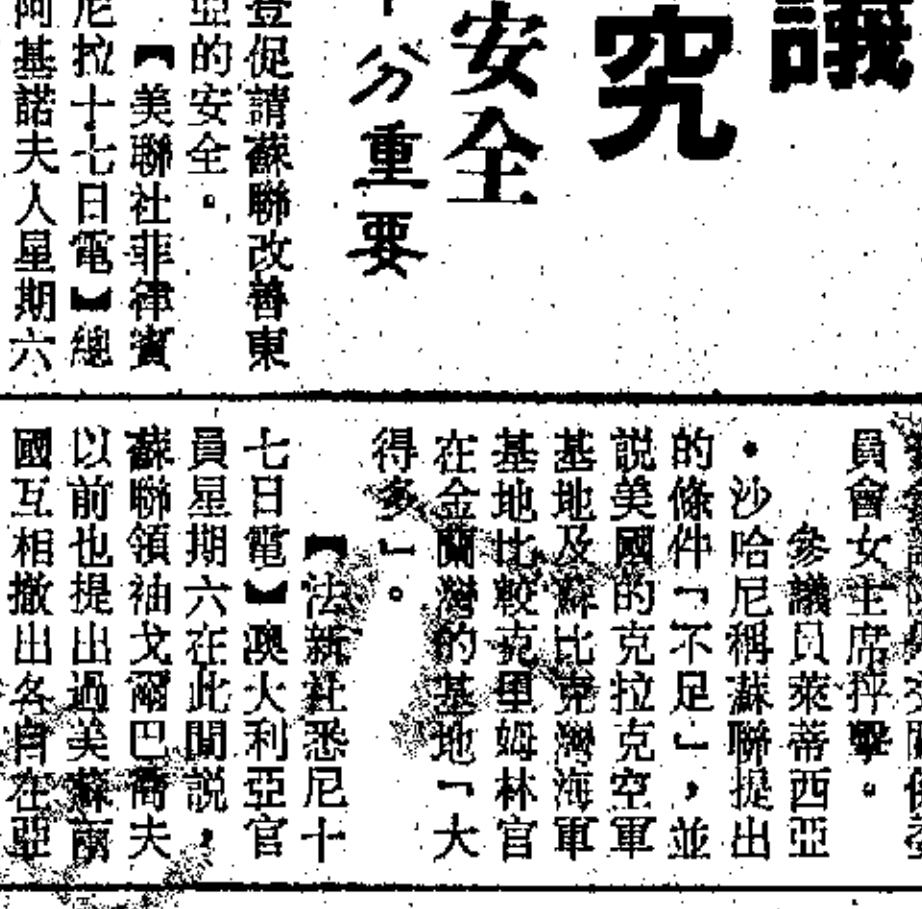 議
究
安全
十分重要
登促請蘇聯改善東
亞的安全。
【美聯社菲律賓
尼拉十七日電】總
阿基諾夫人星期六
員會女主席抨擊。
參議員萊蒂西亞
・沙哈尼稱蘇聯提出
的條件「不足」，並
説美國的克拉克空軍
基地及蘇比克灣海軍
基地比較克里姆林宮
在金蘭灣的基地「大
得多」。
【法新社悉尼十
七日電】澳大利亞官
員星期六在此間説，
蘇聯領袖戈爾巴喬夫
以前也提出過美蘇兩
國互相撤出各自在亞